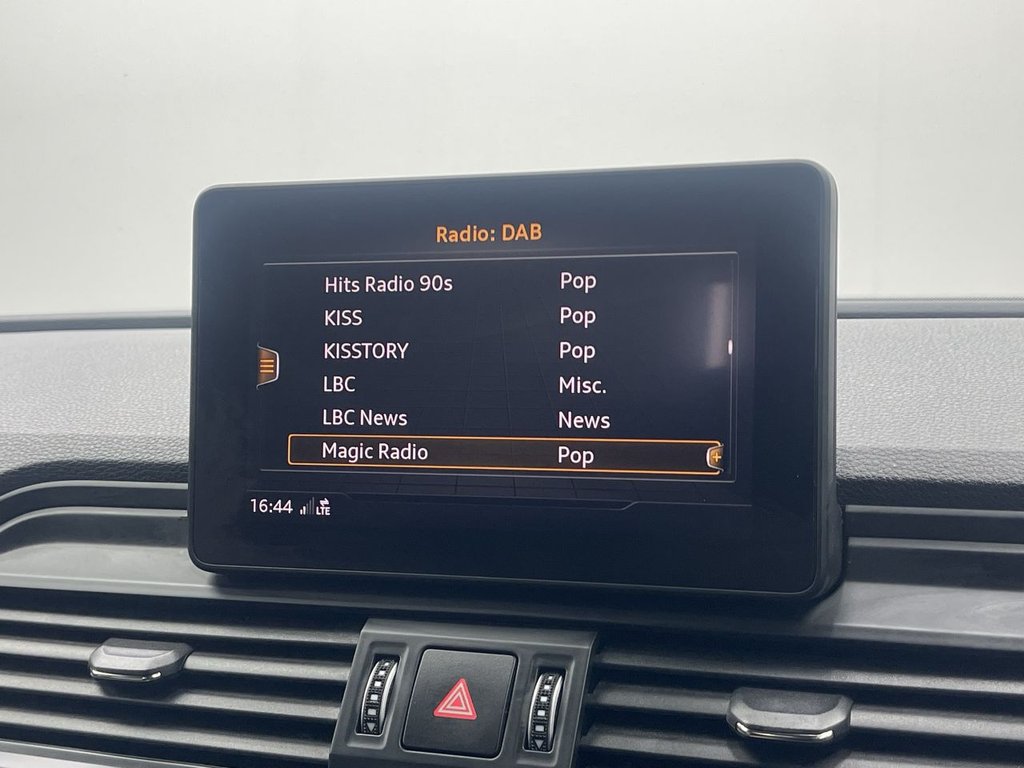 Radio: DAB
Hits Radio 90s Pop
KISS Pop
KISSTORY Pop
LBC Misc.
LBC News News
Magic Radio Pop
16:44 LTE